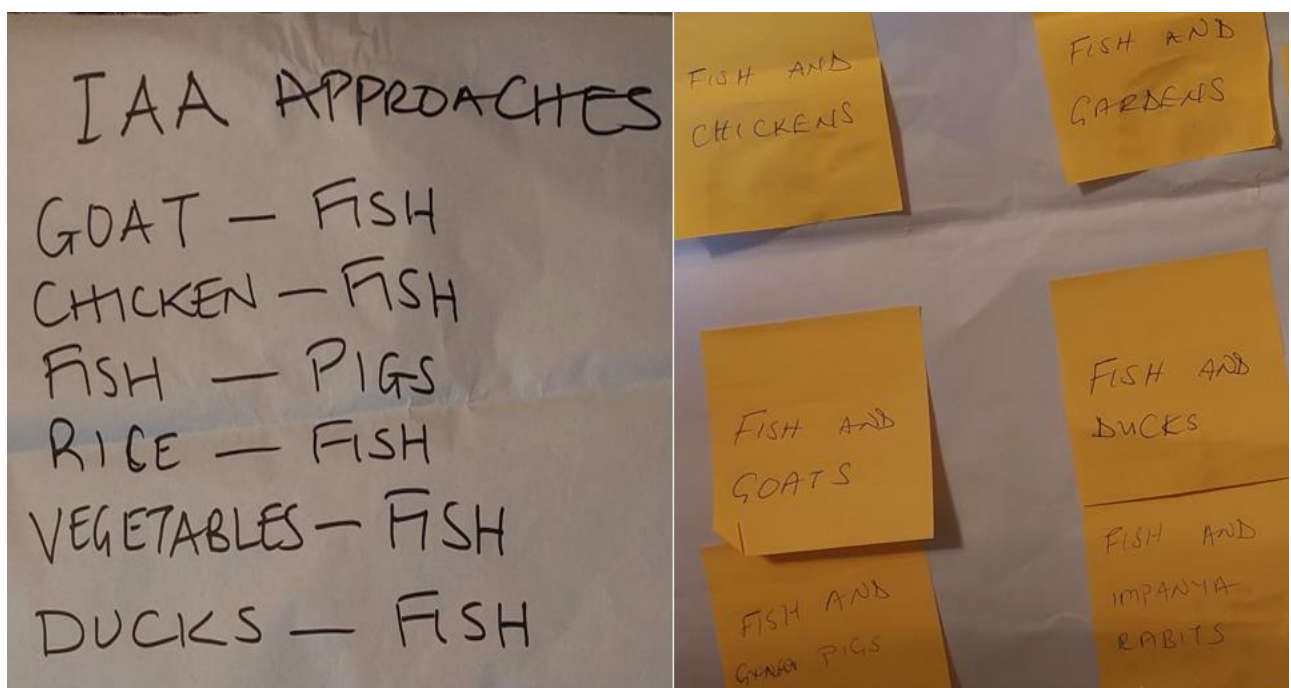 IAA APPROACHES
GOAT — FISH
CHICKEN — FISH
FISH — PIGS
RICE — FISH
VEGETABLES — FISH
DUCKS — FISH
FISH AND
CHICKENS
FISH AND
GARDENS
FISH AND
GOATS
FISH AND
DUCKS
FISH AND
PIGS
FISH AND
IMPANYA
RABITS